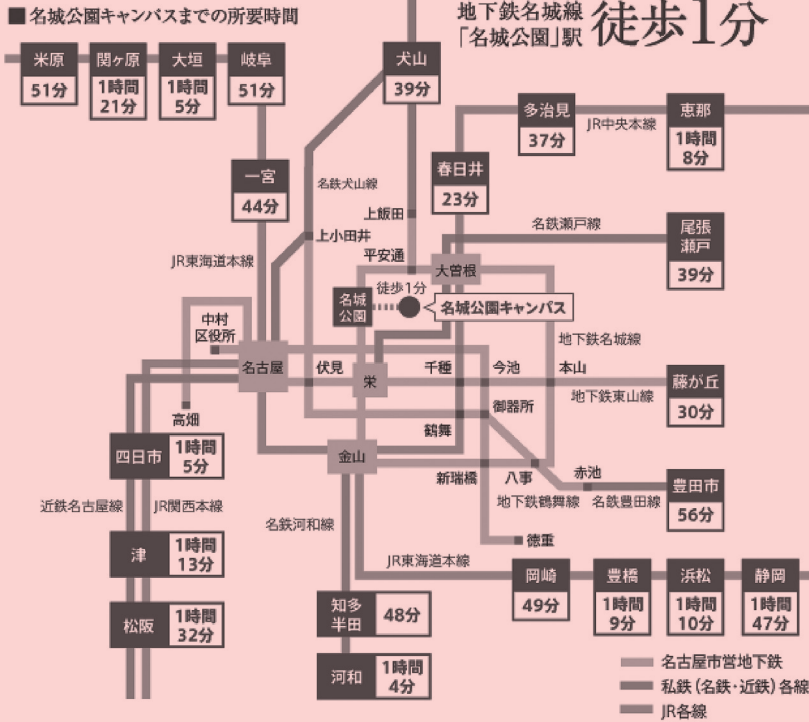 ■名城公園キャンパスまでの所要時間
地下鉄名城線
「名城公園」駅
徒歩1分
米原
51分
関ヶ原
1時間
21分
大垣
1時間
5分
岐阜
51分
犬山
39分
多治見
37分
JR中央本線
恵那
1時間
8分
春日井
23分
一宮
44分
名鉄犬山線
上飯田
名鉄瀬戸線
尾張
瀬戸
39分
上小田井
平安通
大曽根
JR東海道本線
徒歩1分
名城
公園
名城公園キャンパス
中村
区役所
地下鉄名城線
名古屋
伏見
栄
千種
今池
本山
藤が丘
30分
地下鉄東山線
高畑
御器所
鶴舞
四日市
1時間
5分
金山
新瑞橋
八事
赤池
豊田市
56分
地下鉄鶴舞線
名鉄豊田線
近鉄名古屋線
JR関西本線
名鉄河和線
徳重
津
1時間
13分
JR東海道本線
岡崎
49分
豊橋
1時間
9分
浜松
1時間
10分
静岡
1時間
47分
松阪
1時間
32分
知多
半田
48分
河和
1時間
4分
名古屋市営地下鉄
私鉄(名鉄・近鉄)各線
JR各線